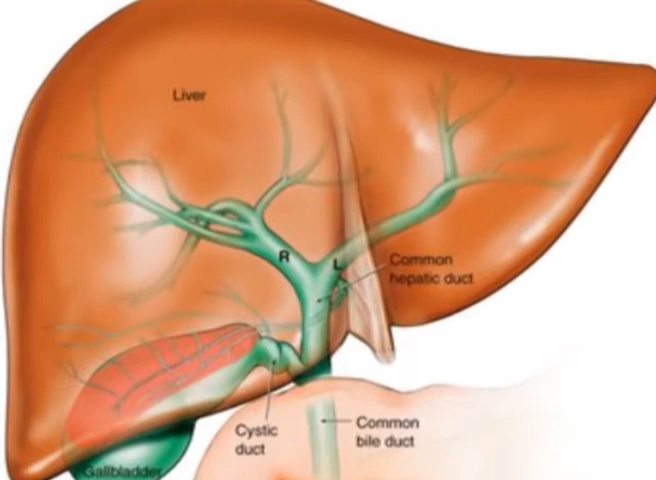 Liver
R
L
Common
hepatic duct
Cystic
duct
Common
bile duct
Gallbladder